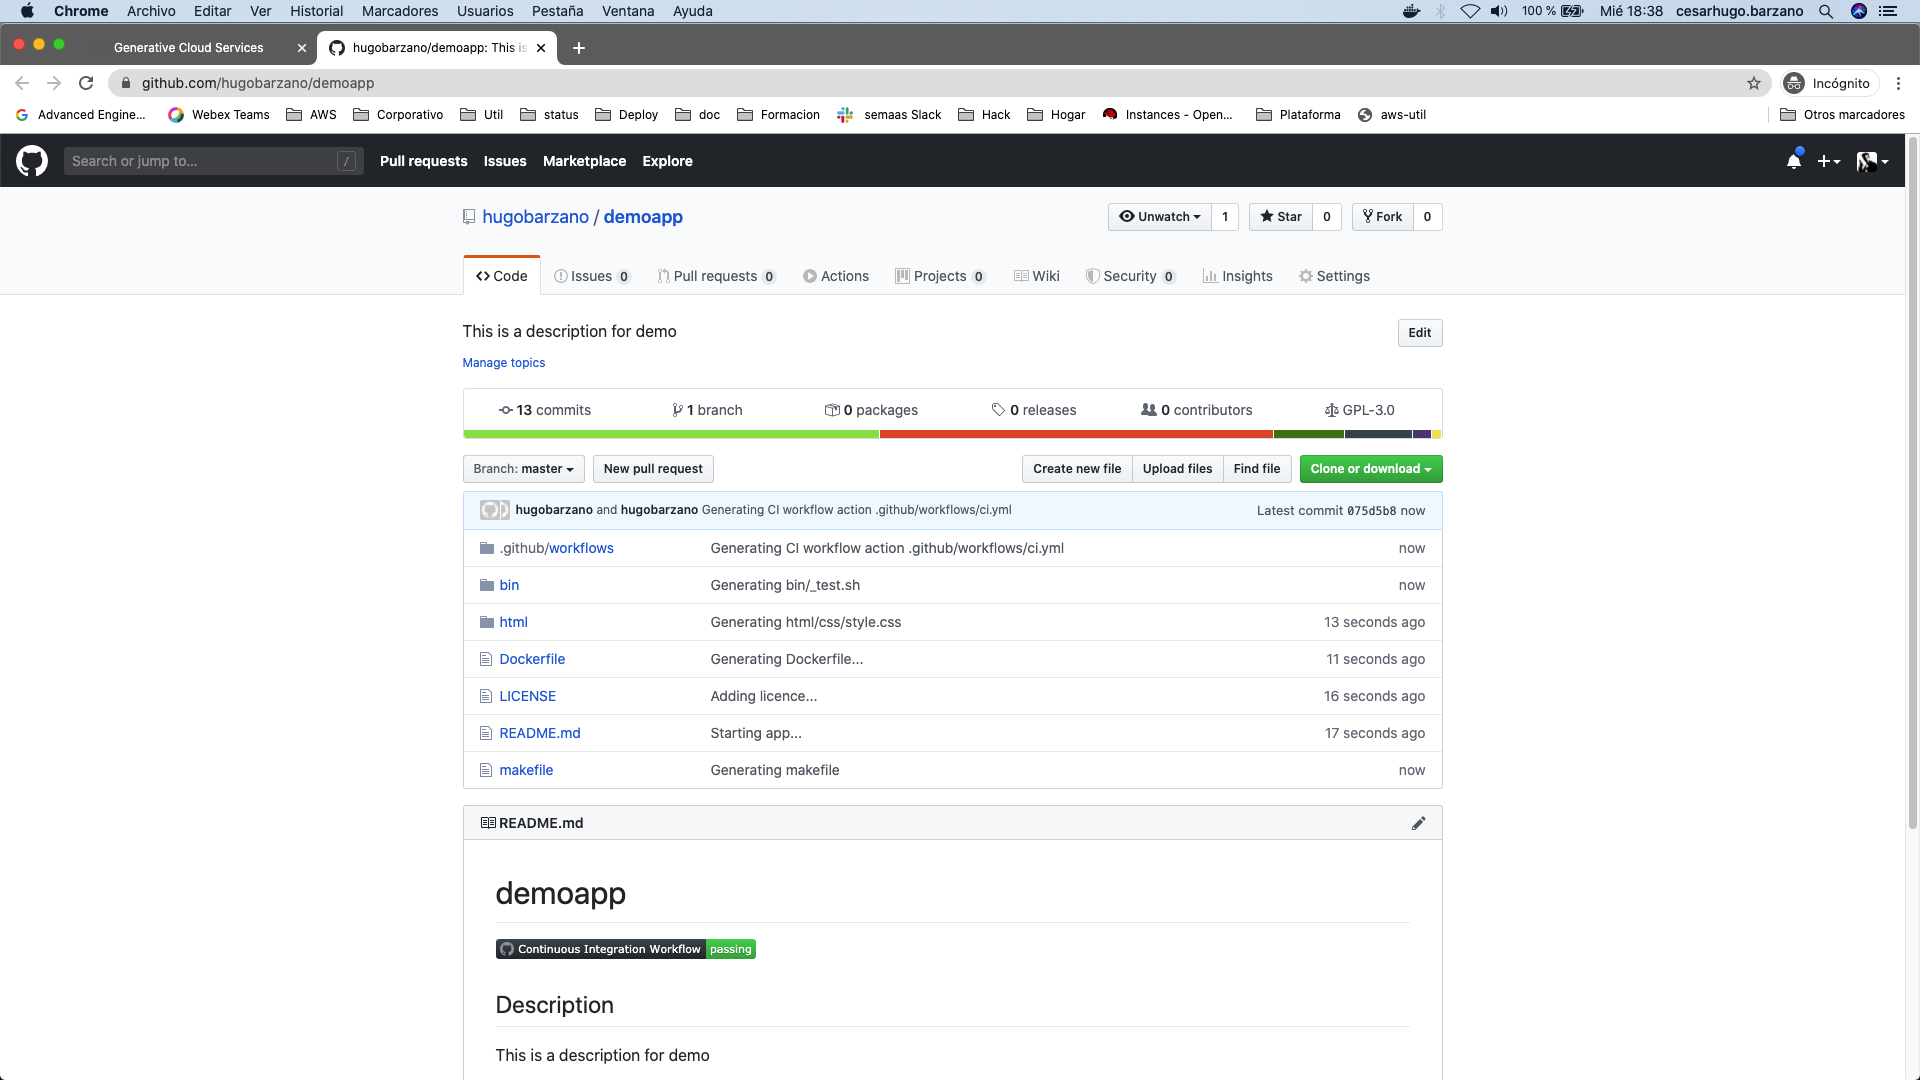 Chrome Archivo Editar Ver Historial Marcadores Usuarios Pestaña Ventana Ayuda 100 % Mié 18:38 cesarhugo.barzano
Generative Cloud Services hugobarzano/demoapp: This is
github.com/hugobarzano/demoapp Incógnito
Advanced Engine... Webex Teams AWS Corporativo Util status Deploy doc Formacion semaas Slack Hack Hogar Instances - Open... Plataforma aws-util Otros marcadores
Search or jump to... / Pull requests Issues Marketplace Explore
hugobarzano / demoapp Unwatch 1 Star 0 Fork 0
Code Issues 0 Pull requests 0 Actions Projects 0 Wiki Security 0 Insights Settings
This is a description for demo Edit
Manage topics
13 commits 1 branch 0 packages 0 releases 0 contributors GPL-3.0
Branch: master New pull request Create new file Upload files Find file Clone or download
hugobarzano and hugobarzano Generating CI workflow action .github/workflows/ci.yml Latest commit 075d5b8 now
.github/workflows Generating CI workflow action .github/workflows/ci.yml now
bin Generating bin/_test.sh now
html Generating html/css/style.css 13 seconds ago
Dockerfile Generating Dockerfile... 11 seconds ago
LICENSE Adding licence... 16 seconds ago
README.md Starting app... 17 seconds ago
makefile Generating makefile now
README.md
demoapp
Continuous Integration Workflow passing
Description
This is a description for demo